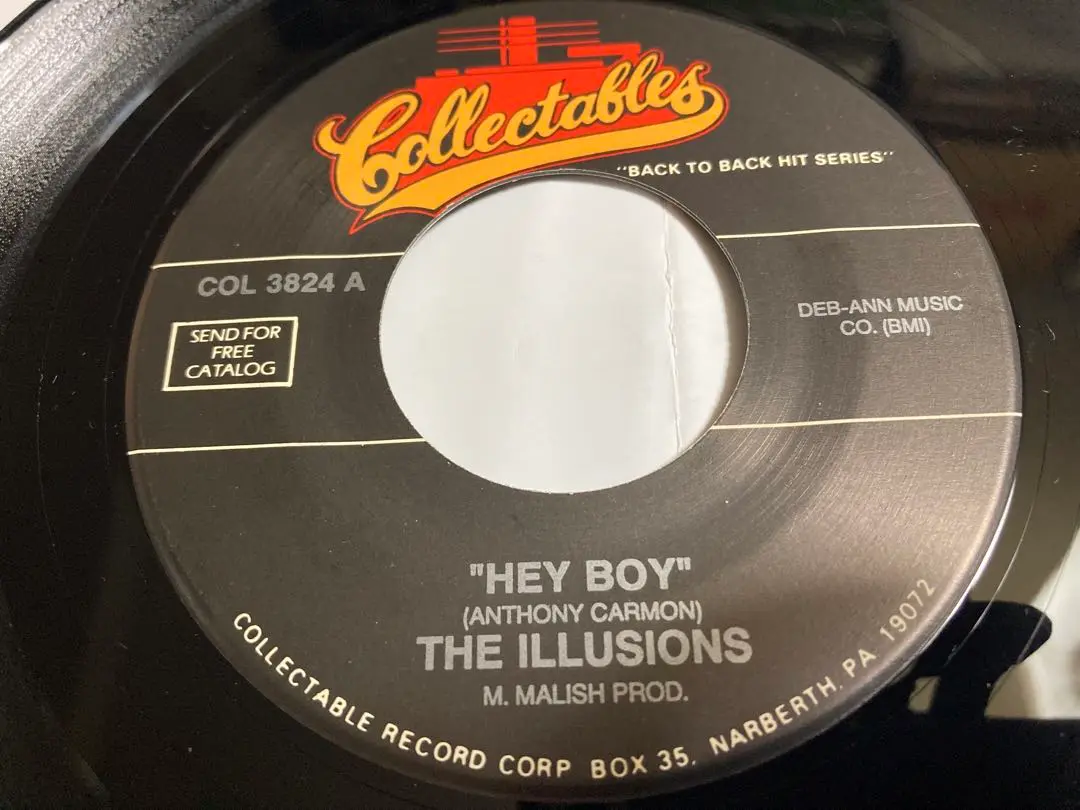 Collectables
"BACK TO BACK HIT SERIES"
COL 3824 A
SEND FOR
FREE
CATALOG
DEB-ANN MUSIC
CO. (BMI)
"HEY BOY"
(ANTHONY CARMON)
THE ILLUSIONS
M. MALISH PROD.
COLLECTABLE RECORD CORP BOX 35, NARBERTH, PA 19072